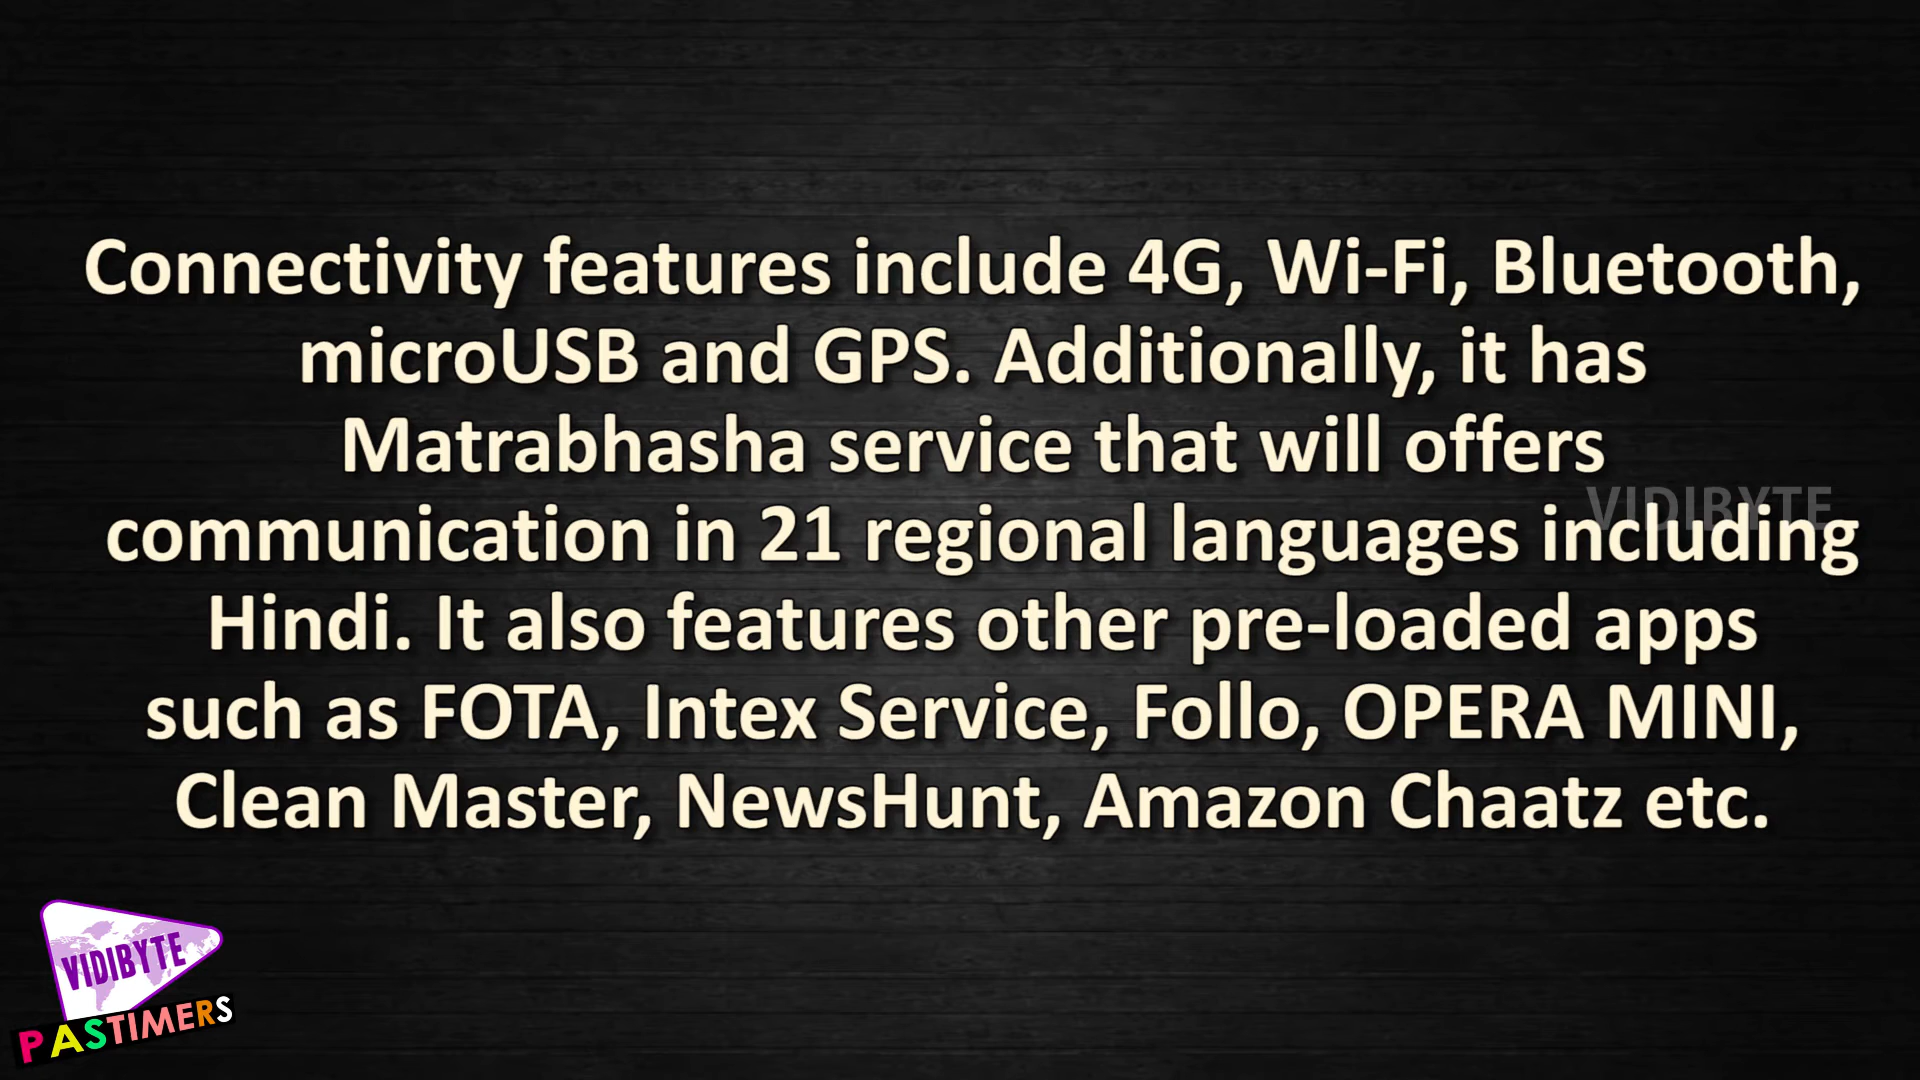 Connectivity features include 4G, Wi-Fi, Bluetooth,
microUSB and GPS. Additionally, it has
Matrabhasha service that will offers
communication in 21 regional languages including
Hindi. It also features other pre-loaded apps
such as FOTA, Intex Service, Follo, OPERA MINI,
Clean Master, NewsHunt, Amazon Chaatz etc.
VIDIBYTE
VIDIBYTE
PASTIMERS